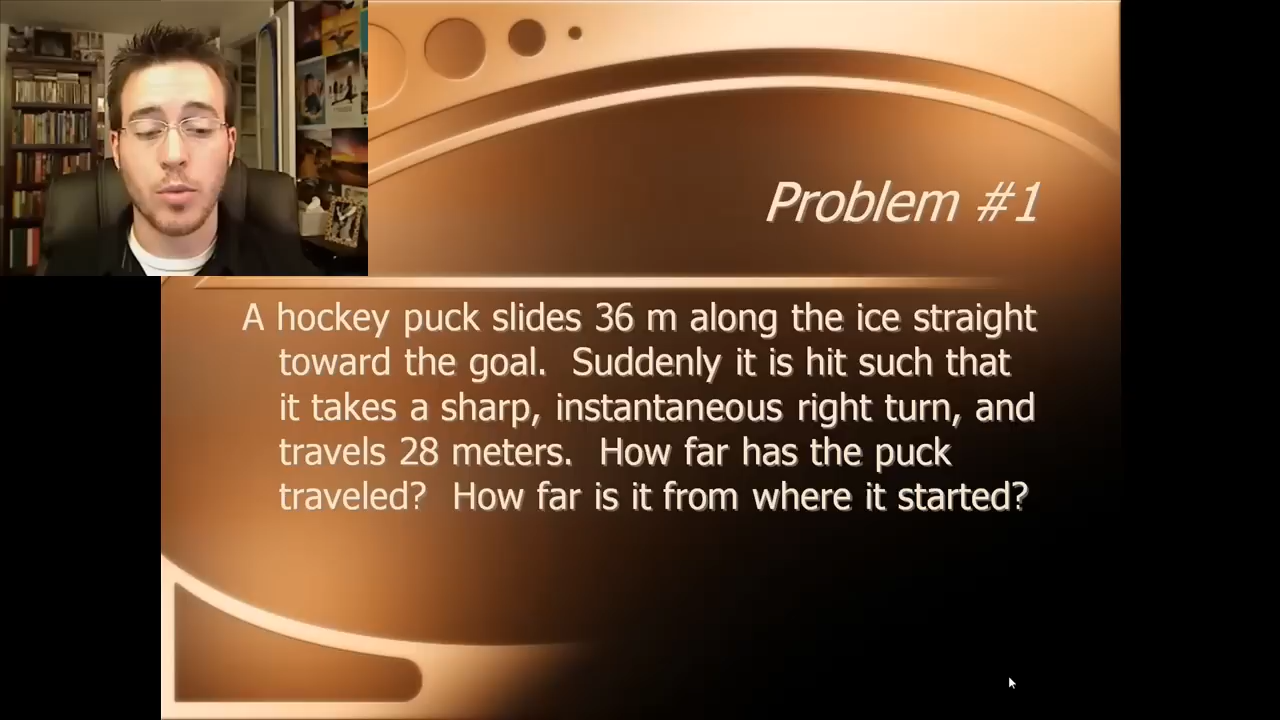 Problem #1
A hockey puck slides 36 m along the ice straight
toward the goal.  Suddenly it is hit such that
it takes a sharp, instantaneous right turn, and
travels 28 meters.  How far has the puck
traveled?  How far is it from where it started?